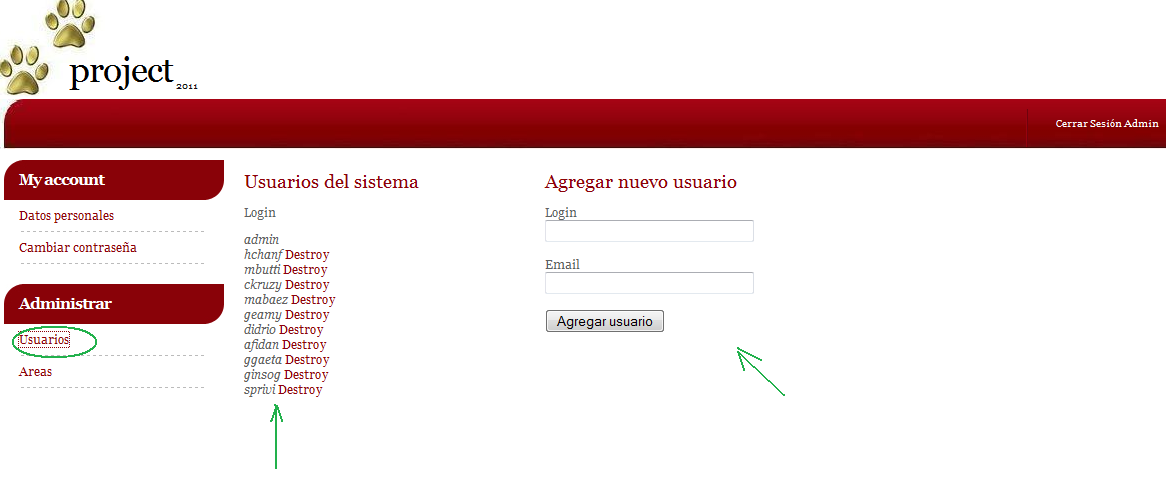 project 2011
Cerrar Sesión Admin
My account
Datos personales
Cambiar contraseña
Administrar
Usuarios
Areas
Usuarios del sistema
Login
admin
hchanf Destroy
mbutti Destroy
ckruzy Destroy
mabaez Destroy
geamy Destroy
didrio Destroy
afidan Destroy
ggaeta Destroy
ginsog Destroy
sprivi Destroy
Agregar nuevo usuario
Login
Email
Agregar usuario